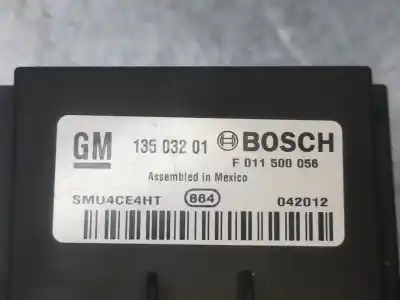 GM 135 032 01 BOSCH
F 011 500 056
Assembled in Mexico
SMU4CE4HT 864 042012